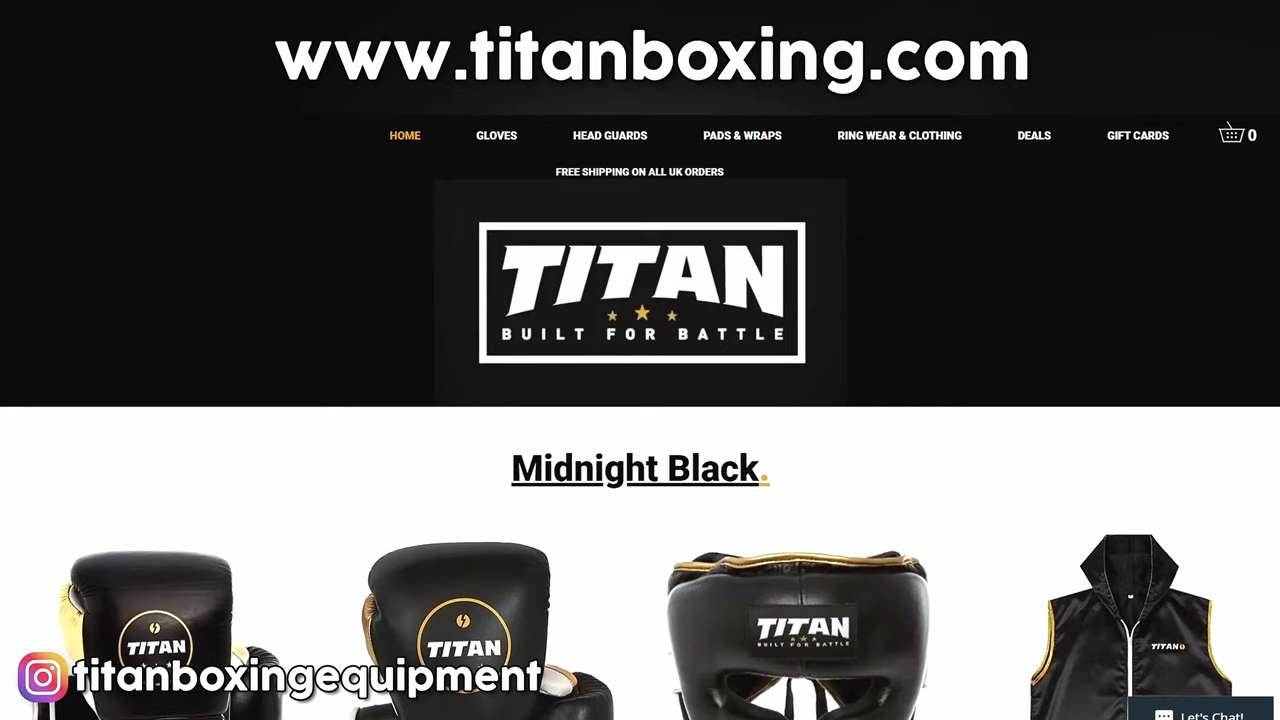 www.titanboxing.com
HOME GLOVES HEAD GUARDS PADS & WRAPS RING WEAR & CLOTHING DEALS GIFT CARDS 0
FREE SHIPPING ON ALL UK ORDERS
TITAN
BUILT FOR BATTLE
Midnight Black.
TITAN
TITAN
TITAN
BUILT FOR BATTLE
TITAN
titanboxingequipment
Let's Chat!